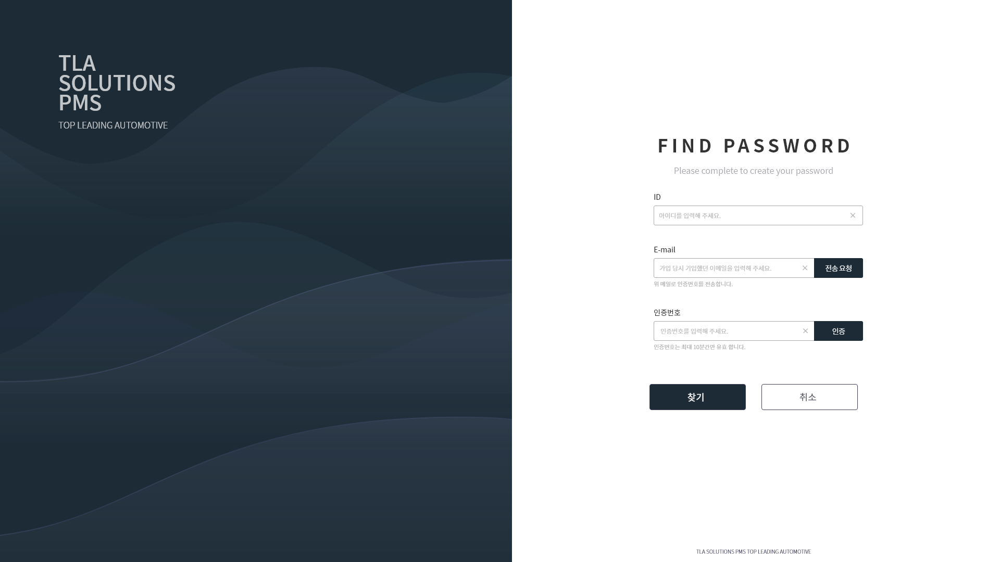 TLA
SOLUTIONS
PMS
TOP LEADING AUTOMOTIVE
FIND PASSWORD
Please complete to create your password
ID
아이디를 입력해 주세요.
E-mail
가입 당시 기입했던 이메일을 입력해 주세요.
전송 요청
위 메일로 인증번호를 전송합니다.
인증번호
인증번호를 입력해 주세요.
인증
인증번호는 최대 10분간만 유효 합니다.
찾기
취소
TLA SOLUTIONS PMS TOP LEADING AUTOMOTIVE